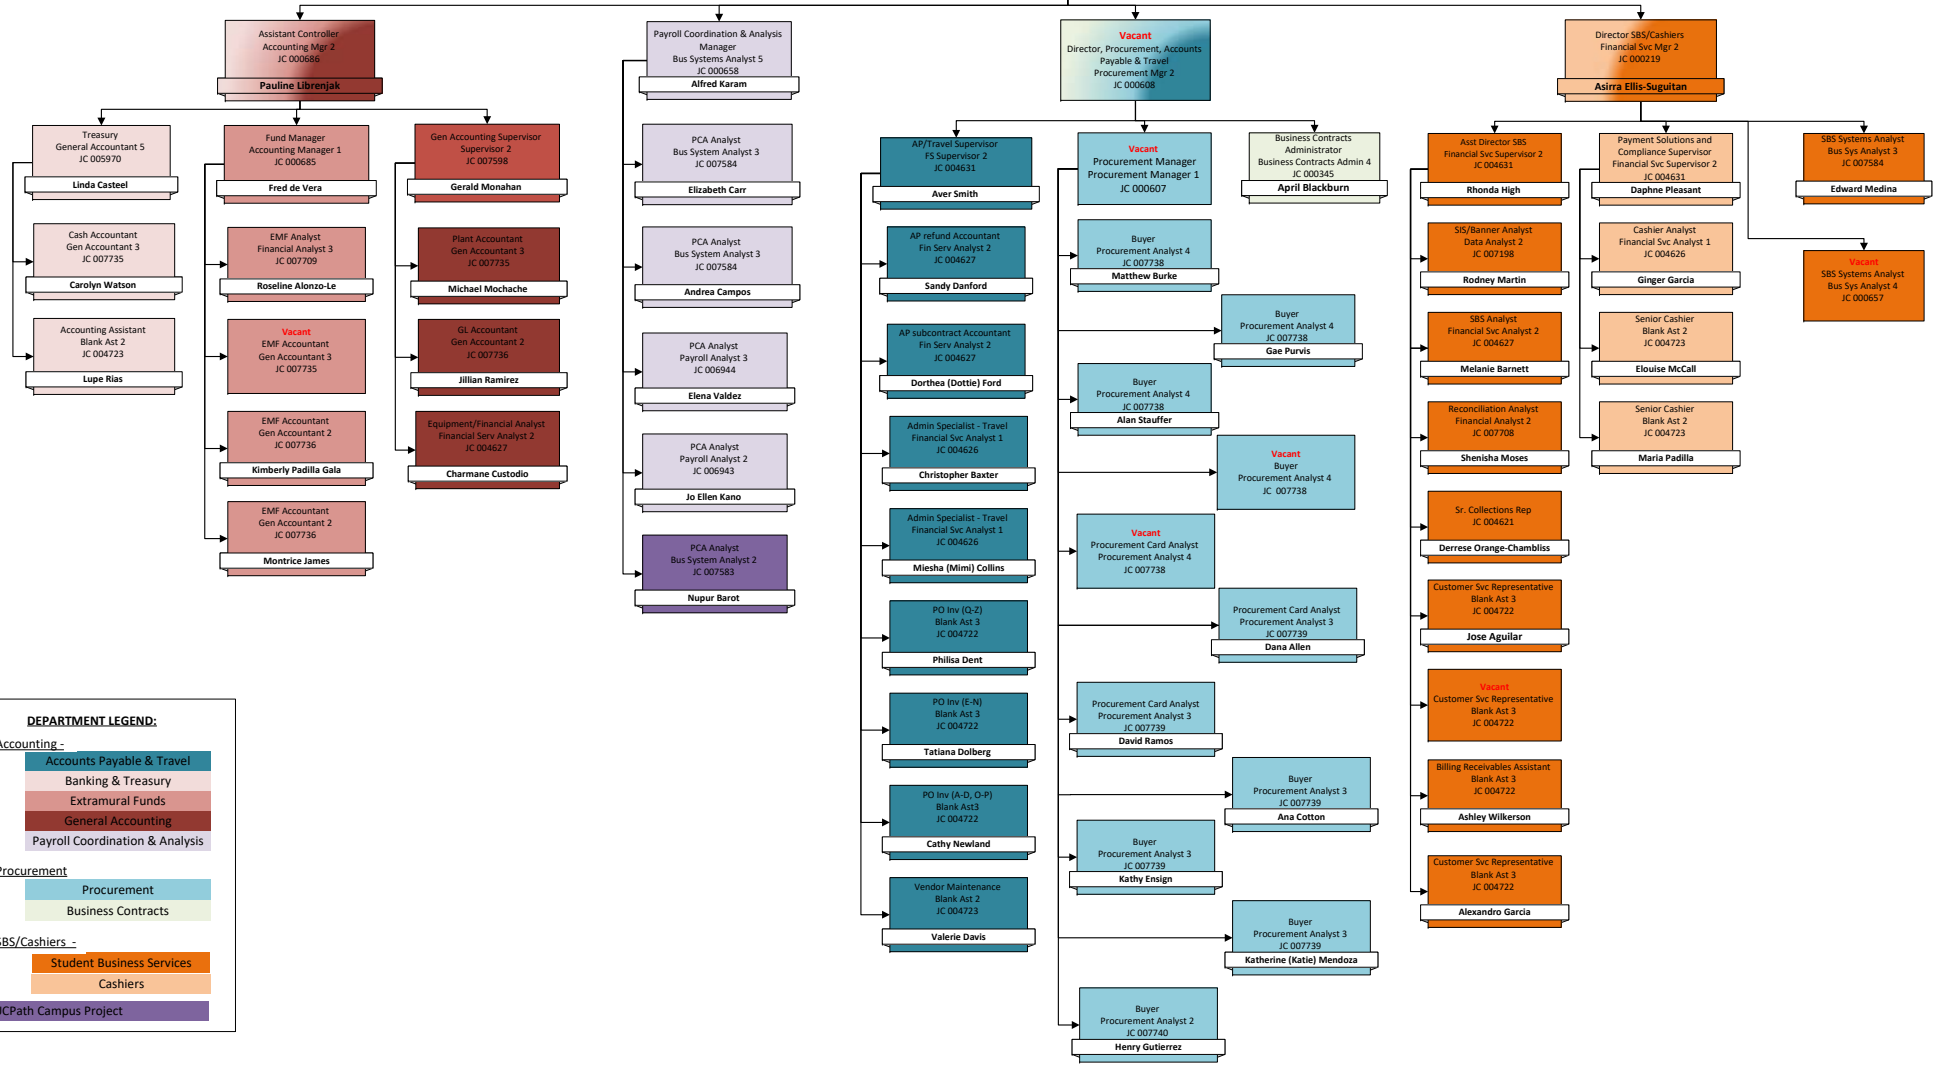 Assistant Controller
Accounting Mgr 2
JC 000686
Pauline Librenjak
Payroll Coordination & Analysis
Manager
Bus Systems Analyst 5
JC 000658
Alfred Karam
Vacant
Director, Procurement, Accounts
Payable & Travel
Procurement Mgr 2
JC 000608
Director SBS/Cashiers
Financial Svc Mgr 2
JC 000219
Asirra Ellis-Suguitan
Treasury
General Accountant 5
JC 005970
Linda Casteel
Cash Accountant
Gen Accountant 3
JC 007735
Carolyn Watson
Accounting Assistant
Blank Ast 2
JC 004723
Lupe Rias
Fund Manager
Accounting Manager 1
JC 000685
Fred de Vera
EMF Analyst
Financial Analyst 3
JC 007709
Roseline Alonzo-Le
Vacant
EMF Accountant
Gen Accountant 3
JC 007735
EMF Accountant
Gen Accountant 2
JC 007736
Kimberly Padilla Gala
EMF Accountant
Gen Accountant 2
JC 007736
Montrice James
Gen Accounting Supervisor
Supervisor 2
JC 007598
Gerald Monahan
Plant Accountant
Gen Accountant 3
JC 007735
Michael Mochache
GL Accountant
Gen Accountant 2
JC 007736
Jillian Ramirez
Equipment/Financial Analyst
Financial Serv Analyst 2
JC 004627
Charmane Custodio
PCA Analyst
Bus System Analyst 3
JC 007584
Elizabeth Carr
PCA Analyst
Bus System Analyst 3
JC 007584
Andrea Campos
PCA Analyst
Payroll Analyst 3
JC 006944
Elena Valdez
PCA Analyst
Payroll Analyst 2
JC 006943
Jo Ellen Kano
PCA Analyst
Bus System Analyst 2
JC 007583
Nupur Barot
AP/Travel Supervisor
FS Supervisor 2
JC 004631
Aver Smith
AP refund Accountant
Fin Serv Analyst 2
JC 004627
Sandy Danford
AP subcontract Accountant
Fin Serv Analyst 2
JC 004627
Dorthea (Dottie) Ford
Admin Specialist - Travel
Financial Svc Analyst 1
JC 004626
Christopher Baxter
Admin Specialist - Travel
Financial Svc Analyst 1
JC 004626
Miesha (Mimi) Collins
PO Inv (Q-Z)
Blank Ast 3
JC 004722
Philisa Dent
PO Inv (E-N)
Blank Ast 3
JC 004722
Tatiana Dolberg
PO Inv (A-D, O-P)
Blank Ast3
JC 004722
Cathy Newland
Vendor Maintenance
Blank Ast 2
JC 004723
Valerie Davis
Vacant
Procurement Manager
Procurement Manager 1
JC 000607
Buyer
Procurement Analyst 4
JC 007738
Matthew Burke
Buyer
Procurement Analyst 4
JC 007738
Gae Purvis
Buyer
Procurement Analyst 4
JC 007738
Alan Stauffer
Vacant
Buyer
Procurement Analyst 4
JC 007738
Vacant
Procurement Card Analyst
Procurement Analyst 4
JC 007738
Procurement Card Analyst
Procurement Analyst 3
JC 007739
Dana Allen
Procurement Card Analyst
Procurement Analyst 3
JC 007739
David Ramos
Buyer
Procurement Analyst 3
JC 007739
Ana Cotton
Buyer
Procurement Analyst 3
JC 007739
Kathy Ensign
Buyer
Procurement Analyst 3
JC 007739
Katherine (Katie) Mendoza
Buyer
Procurement Analyst 2
JC 007740
Henry Gutierrez
Business Contracts
Administrator
Business Contracts Admin 4
JC 000345
April Blackburn
Asst Director SBS
Financial Svc Supervisor 2
JC 004631
Rhonda High
SIS/Banner Analyst
Data Analyst 2
JC 007198
Rodney Martin
SBS Analyst
Financial Svc Analyst 2
JC 004627
Melanie Barnett
Reconciliation Analyst
Financial Analyst 2
JC 007708
Shenisha Moses
Sr. Collections Rep
JC 004621
Derrese Orange-Chambliss
Customer Svc Representative
Blank Ast 3
JC 004722
Jose Aguilar
Vacant
Customer Svc Representative
Blank Ast 3
JC 004722
Billing Receivables Assistant
Blank Ast 3
JC 004722
Ashley Wilkerson
Customer Svc Representative
Blank Ast 3
JC 004722
Alexandro Garcia
Payment Solutions and
Compliance Supervisor
Financial Svc Supervisor 2
JC 004631
Daphne Pleasant
Cashier Analyst
Financial Svc Analyst 1
JC 004626
Ginger Garcia
Senior Cashier
Blank Ast 2
JC 004723
Elouise McCall
Senior Cashier
Blank Ast 2
JC 004723
Maria Padilla
SBS Systems Analyst
Bus Sys Analyst 3
JC 007584
Edward Medina
Vacant
SBS Systems Analyst
Bus Sys Analyst 4
JC 000657
DEPARTMENT LEGEND:
Accounting -
Accounts Payable & Travel
Banking & Treasury
Extramural Funds
General Accounting
Payroll Coordination & Analysis
Procurement
Procurement
Business Contracts
SBS/Cashiers -
Student Business Services
Cashiers
UCPath Campus Project